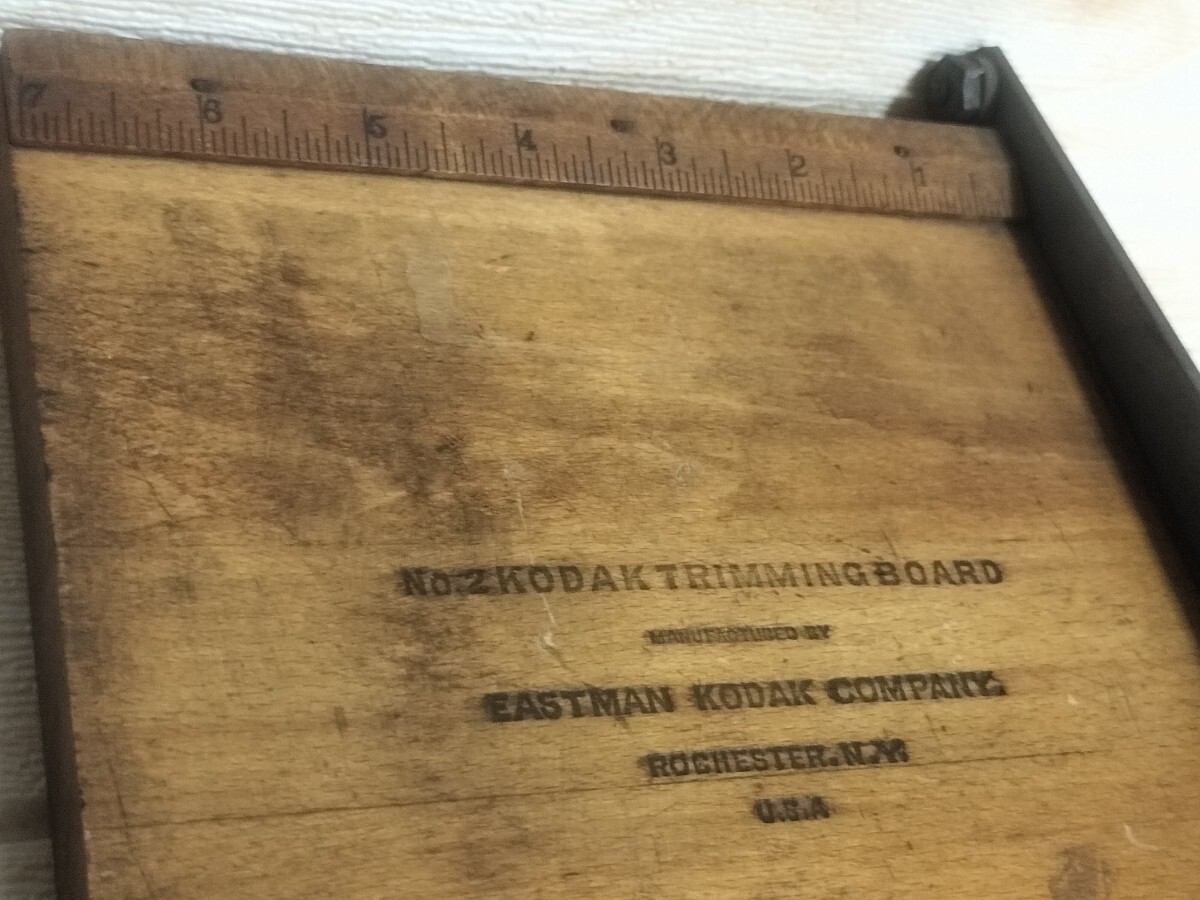 7 6 5 4 3 2 1
No. 2 KODAK TRIMMING BOARD
MANUFACTURED BY
EASTMAN KODAK COMPANY.
ROCHESTER. N.Y.
U.S.A